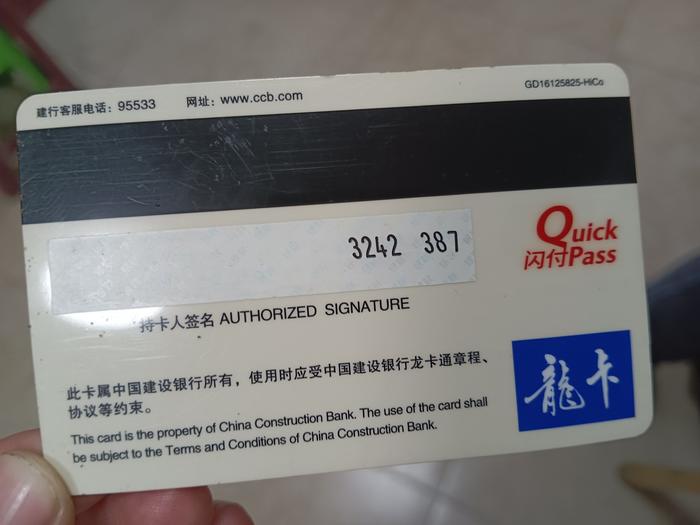 建行客服电话：95533 网址：www.ccb.com
GD16125825-HiCo
3242 387
Quick
闪付Pass
持卡人签名 AUTHORIZED SIGNATURE
此卡属中国建设银行所有，使用时应受中国建设银行龙卡通章程、
协议等约束。
This card is the property of China Construction Bank. The use of the card shall
be subject to the Terms and Conditions of China Construction Bank.
龍卡